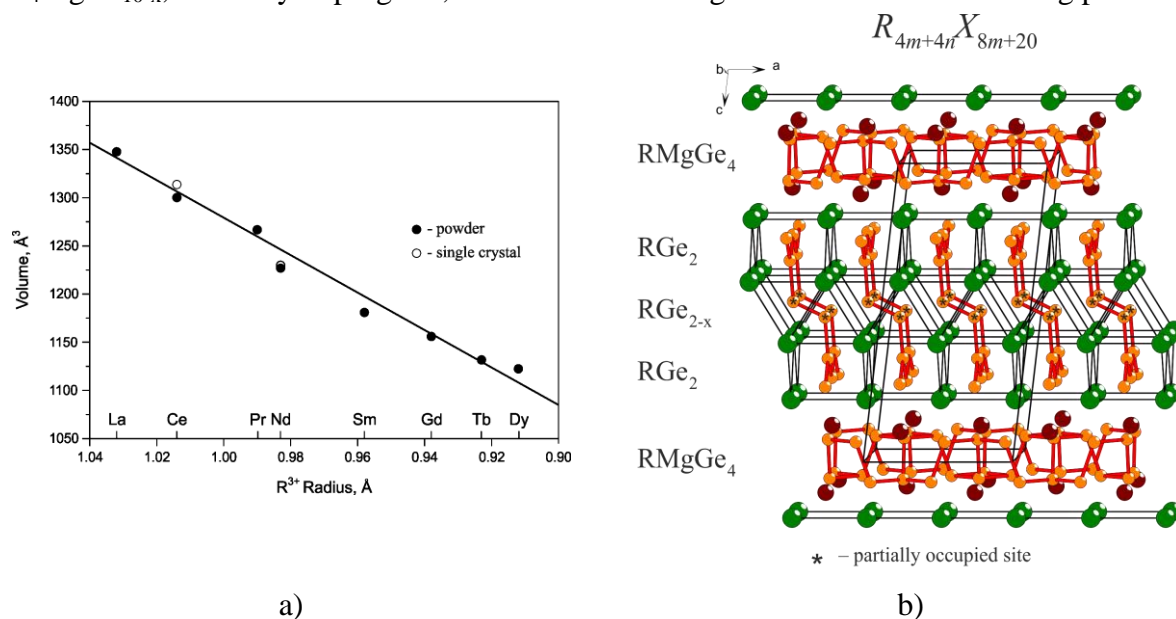 R4m+4nX8m+20
b
a
c
1400
1350
1300
1250
1200
1150
1100
1050
Volume, Å3
- powder
- single crystal
La Ce Pr Nd Sm Gd Tb Dy
1.04 1.02 1.00 0.98 0.96 0.94 0.92 0.90
R3+ Radius, Å
RMgGe4
RGe2
RGe2-x
RGe2
RMgGe4
* – partially occupied site
a) b)